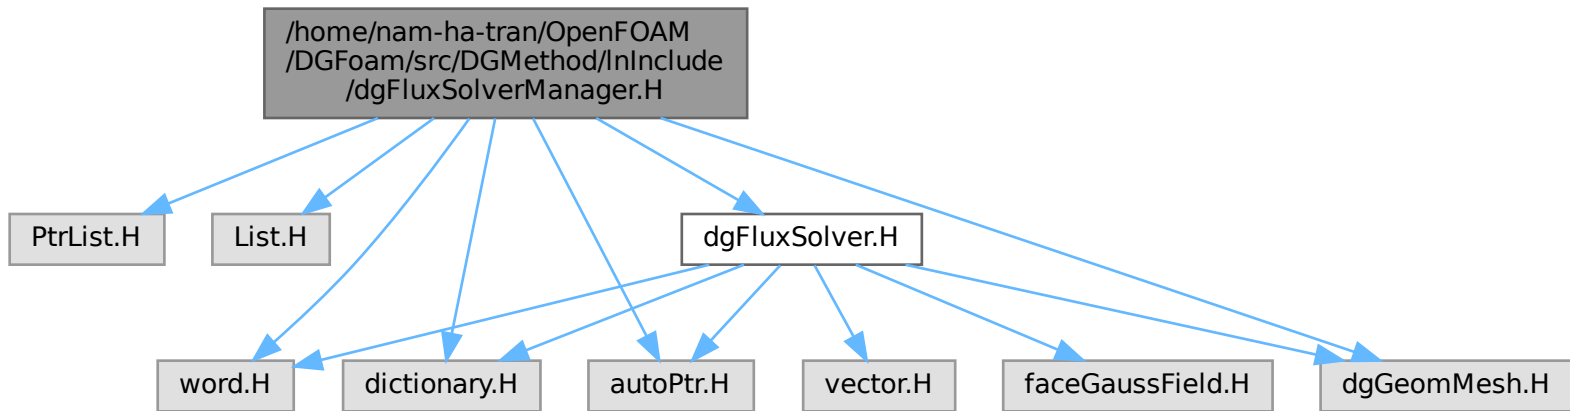 /home/nam-ha-tran/OpenFOAM
/DGFoam/src/DGMethod/lnInclude
/dgFluxSolverManager.H
PtrList.H
List.H
dgFluxSolver.H
word.H
dictionary.H
autoPtr.H
vector.H
faceGaussField.H
dgGeomMesh.H